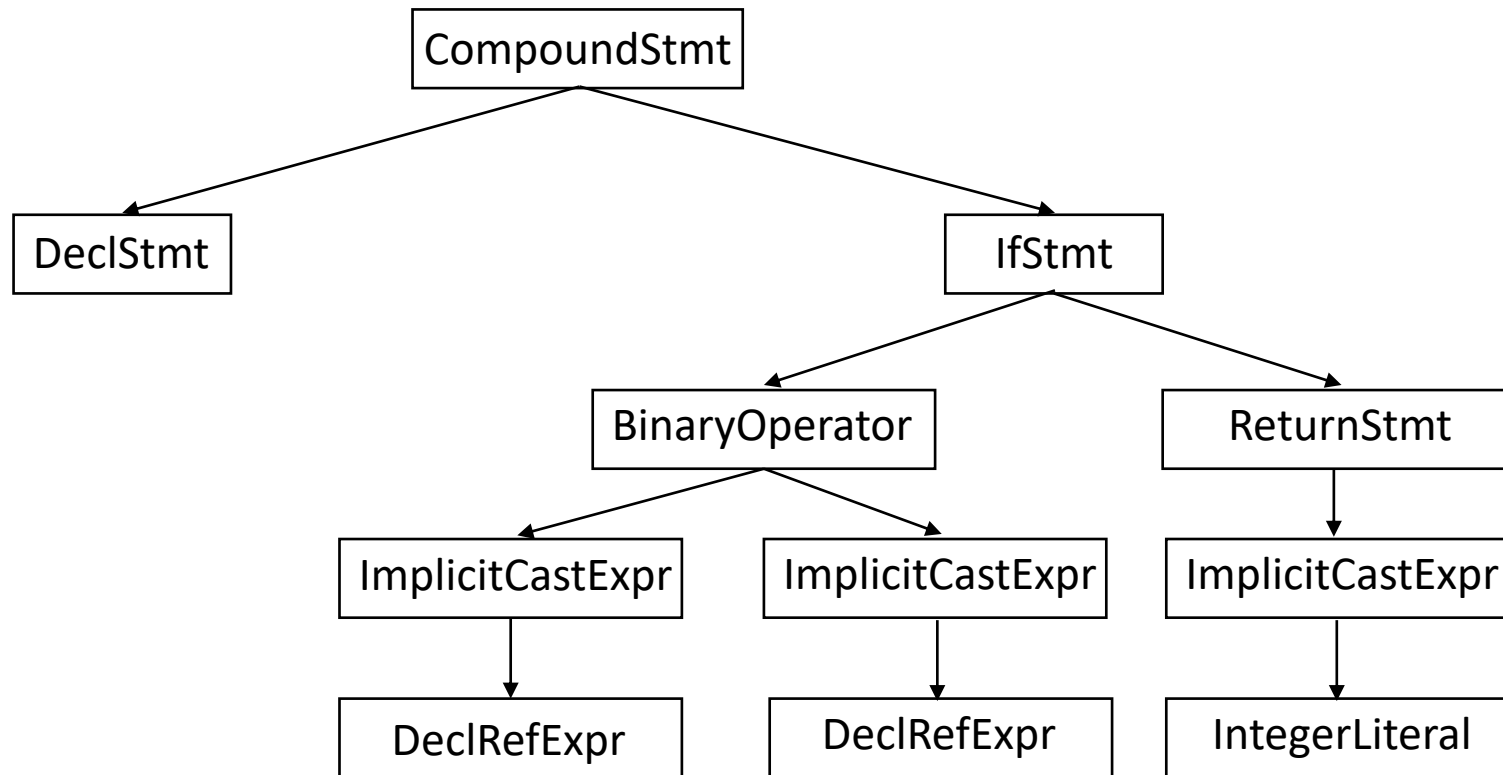 CompoundStmt
DeclStmt
IfStmt
BinaryOperator
ReturnStmt
ImplicitCastExpr
ImplicitCastExpr
ImplicitCastExpr
DeclRefExpr
DeclRefExpr
IntegerLiteral